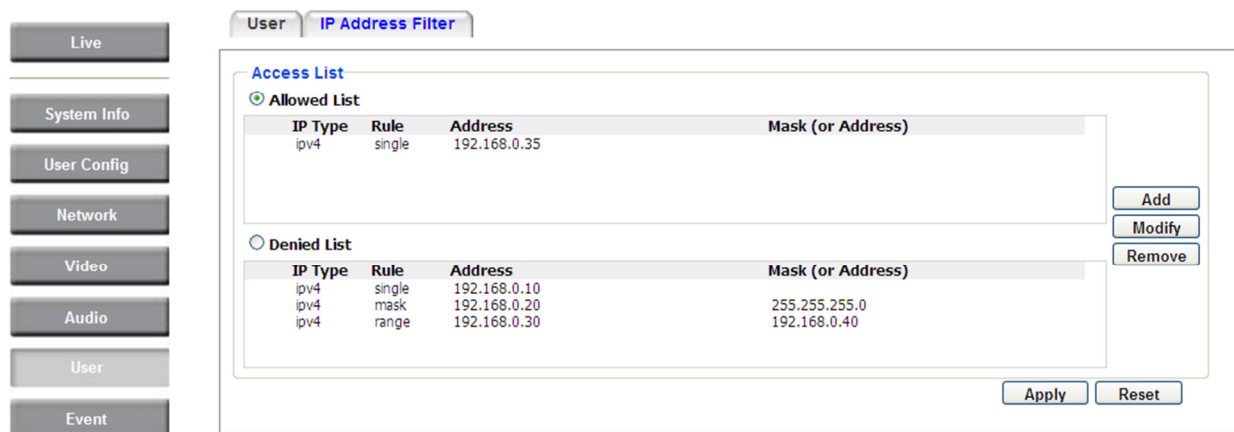 User IP Address Filter
Live
Access List
Allowed List
System Info
IP Type Rule Address Mask (or Address)
ipv4 single 192.168.0.35
User Config
Add
Network
Modify
Denied List
Remove
Video
IP Type Rule Address Mask (or Address)
ipv4 single 192.168.0.10
ipv4 mask 192.168.0.20 255.255.255.0
Audio
ipv4 range 192.168.0.30 192.168.0.40
User
Apply Reset
Event